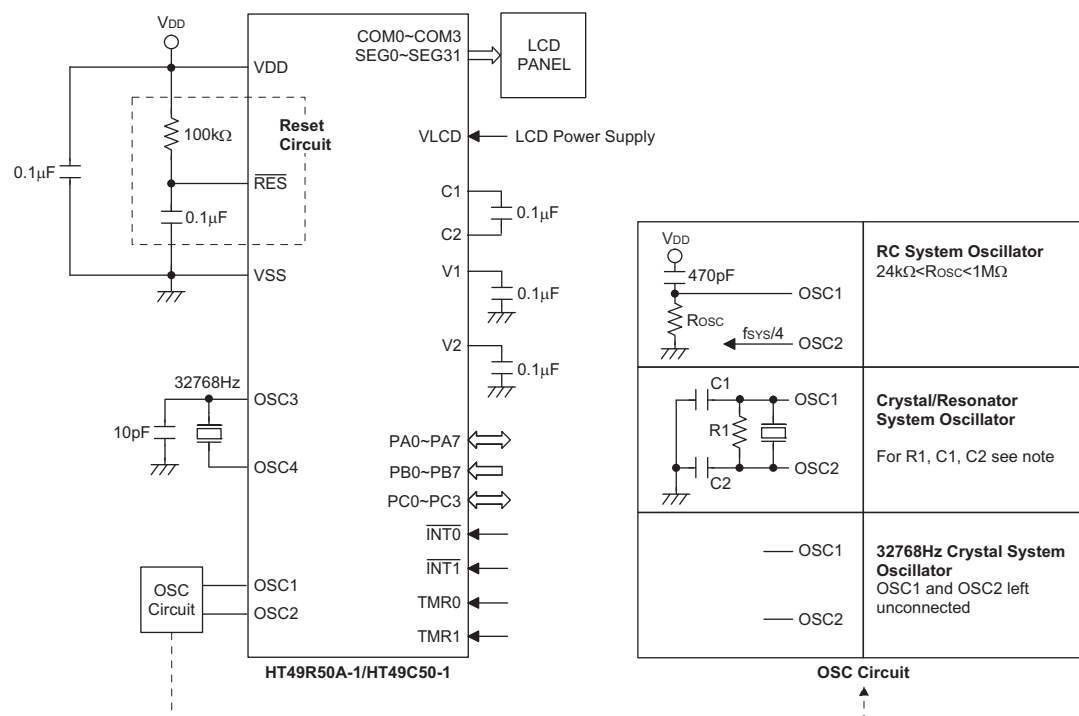 VDD
VDD
COM0~COM3
SEG0~SEG31
LCD
PANEL
100kΩ
Reset
Circuit
VLCD
LCD Power Supply
0.1µF
RES
0.1µF
C1
0.1µF
C2
VSS
V1
0.1µF
V2
0.1µF
32768Hz
OSC3
10pF
OSC4
PA0~PA7
PB0~PB7
PC0~PC3
INT0
INT1
OSC
Circuit
OSC1
OSC2
TMR0
TMR1
HT49R50A-1/HT49C50-1
VDD
470pF
OSC1
ROSC
fSYS/4
OSC2
RC System Oscillator
24kΩ<ROSC<1MΩ
C1
OSC1
R1
OSC2
C2
Crystal/Resonator
System Oscillator
For R1, C1, C2 see note
OSC1
OSC2
32768Hz Crystal System
Oscillator
OSC1 and OSC2 left
unconnected
OSC Circuit